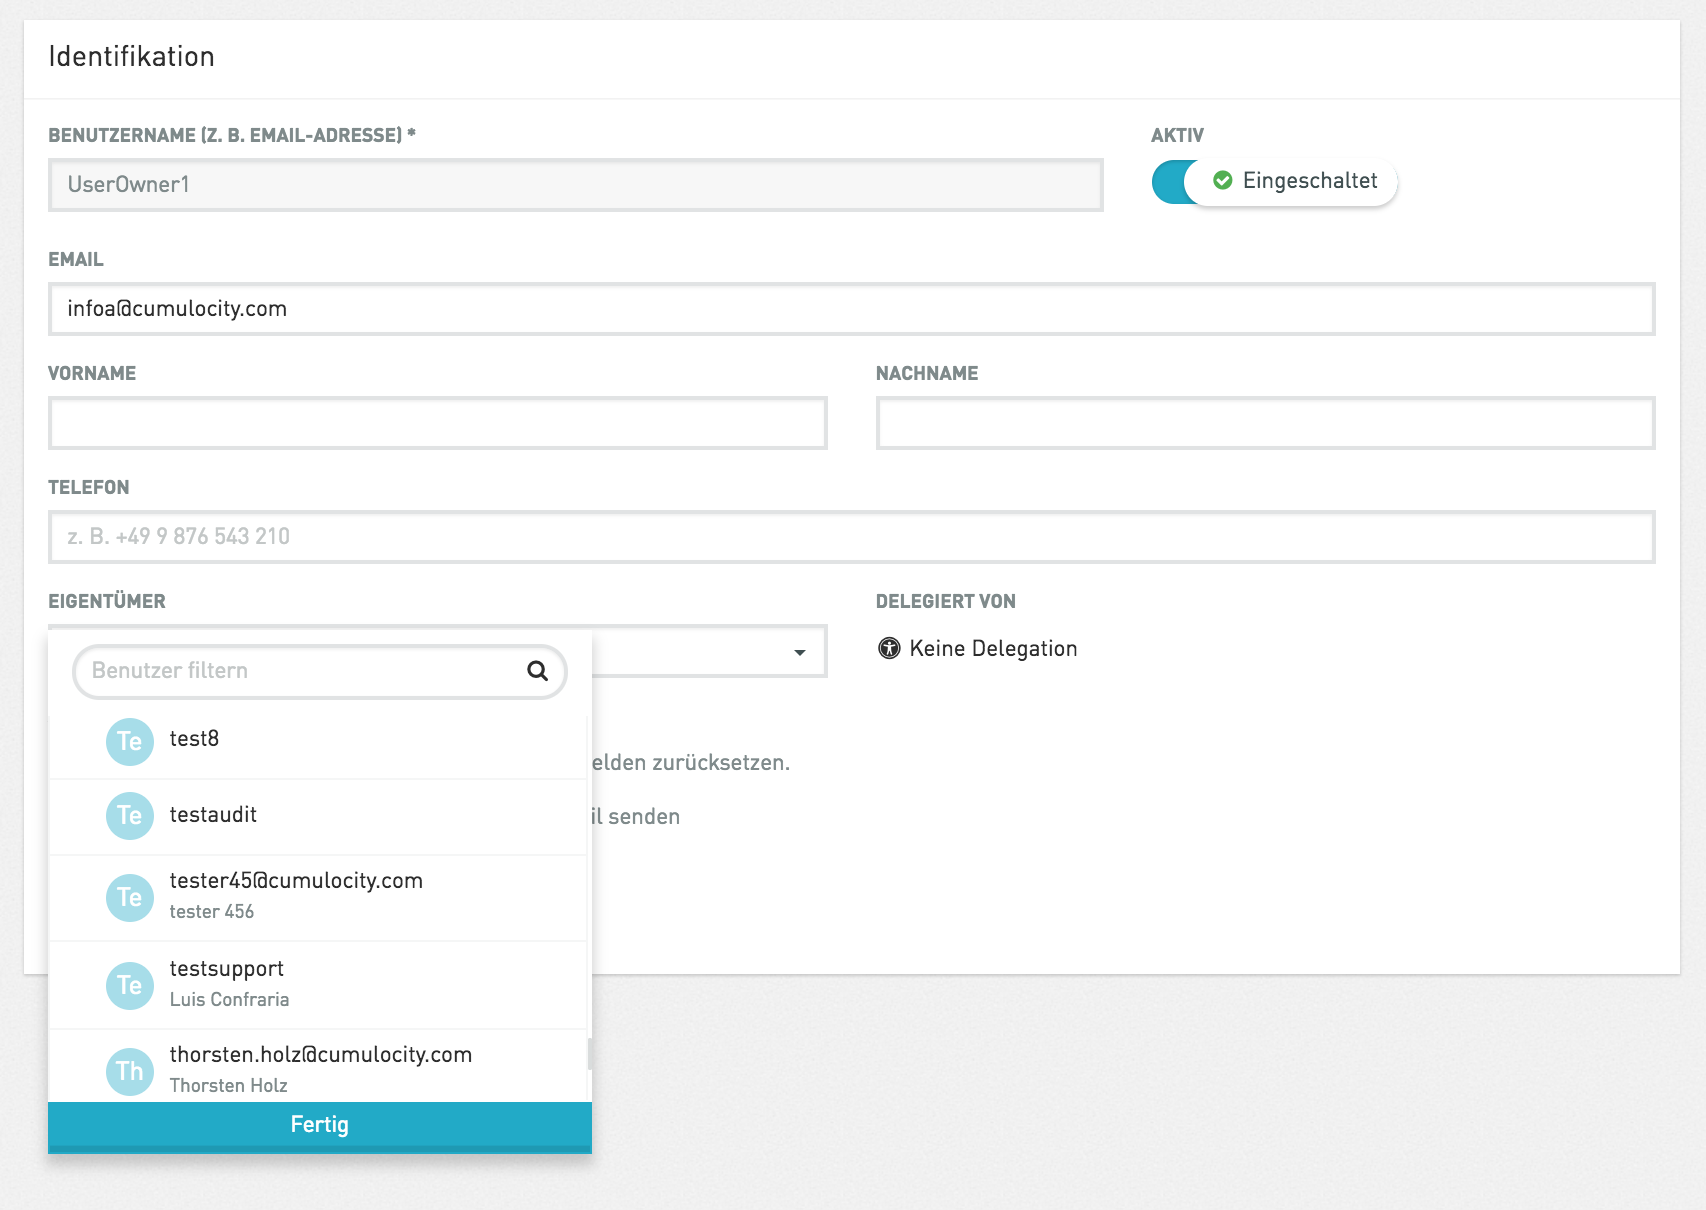 Identifikation
BENUTZERNAME (Z. B. EMAIL-ADRESSE) *
AKTIV
UserOwner1
Eingeschaltet
EMAIL
infoa@cumulocity.com
VORNAME
NACHNAME
TELEFON
z. B. +49 9 876 543 210
EIGENTÜMER
DELEGIERT VON
Keine Delegation
Benutzer filtern
Te
test8
elden zurücksetzen.
Te
testaudit
il senden
Te
tester45@cumulocity.com
tester 456
Te
testsupport
Luis Confraria
Th
thorsten.holz@cumulocity.com
Thorsten Holz
Fertig